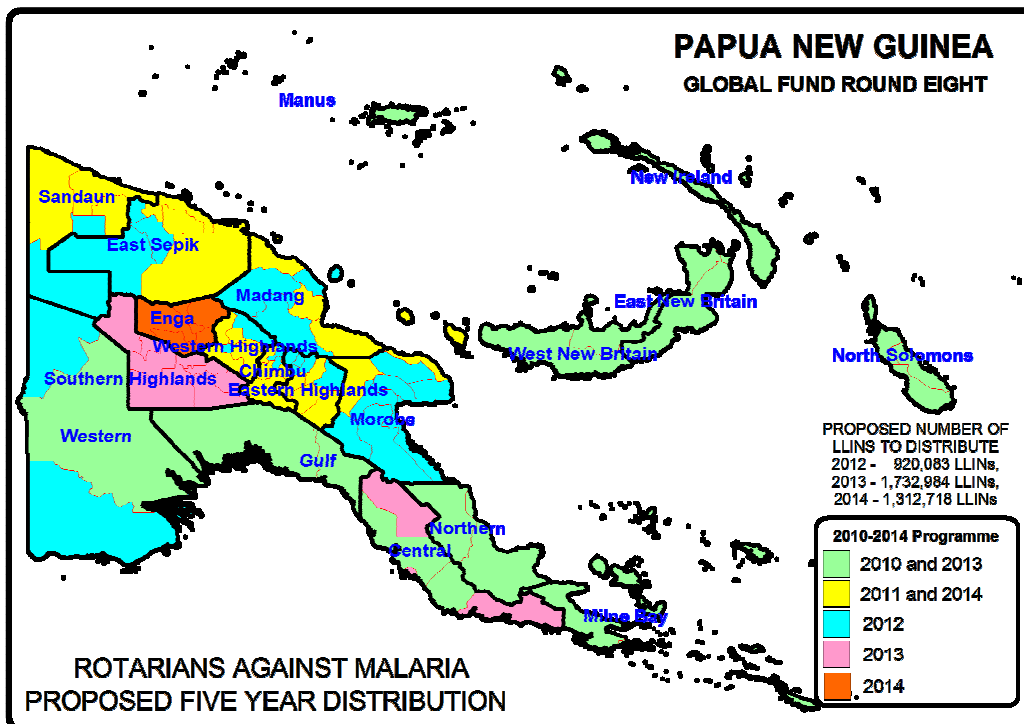 PAPUA NEW GUINEA
GLOBAL FUND ROUND EIGHT
Manus
New Ireland
Sandaun
East Sepik
Madang
East New Britain
Enga
Western Highlands
West New Britain
North Solomons
Chimbu
Southern Highlands
Eastern Highlands
Morobe
Western
Gulf
PROPOSED NUMBER OF
LLINS TO DISTRIBUTE
2012 - 920,083 LLINs,
2013 - 1,732,984 LLINs,
2014 - 1,312,718 LLINs
Northern
Central
Milne Bay
2010-2014 Programme
2010 and 2013
2011 and 2014
2012
2013
2014
ROTARIANS AGAINST MALARIA
PROPOSED FIVE YEAR DISTRIBUTION